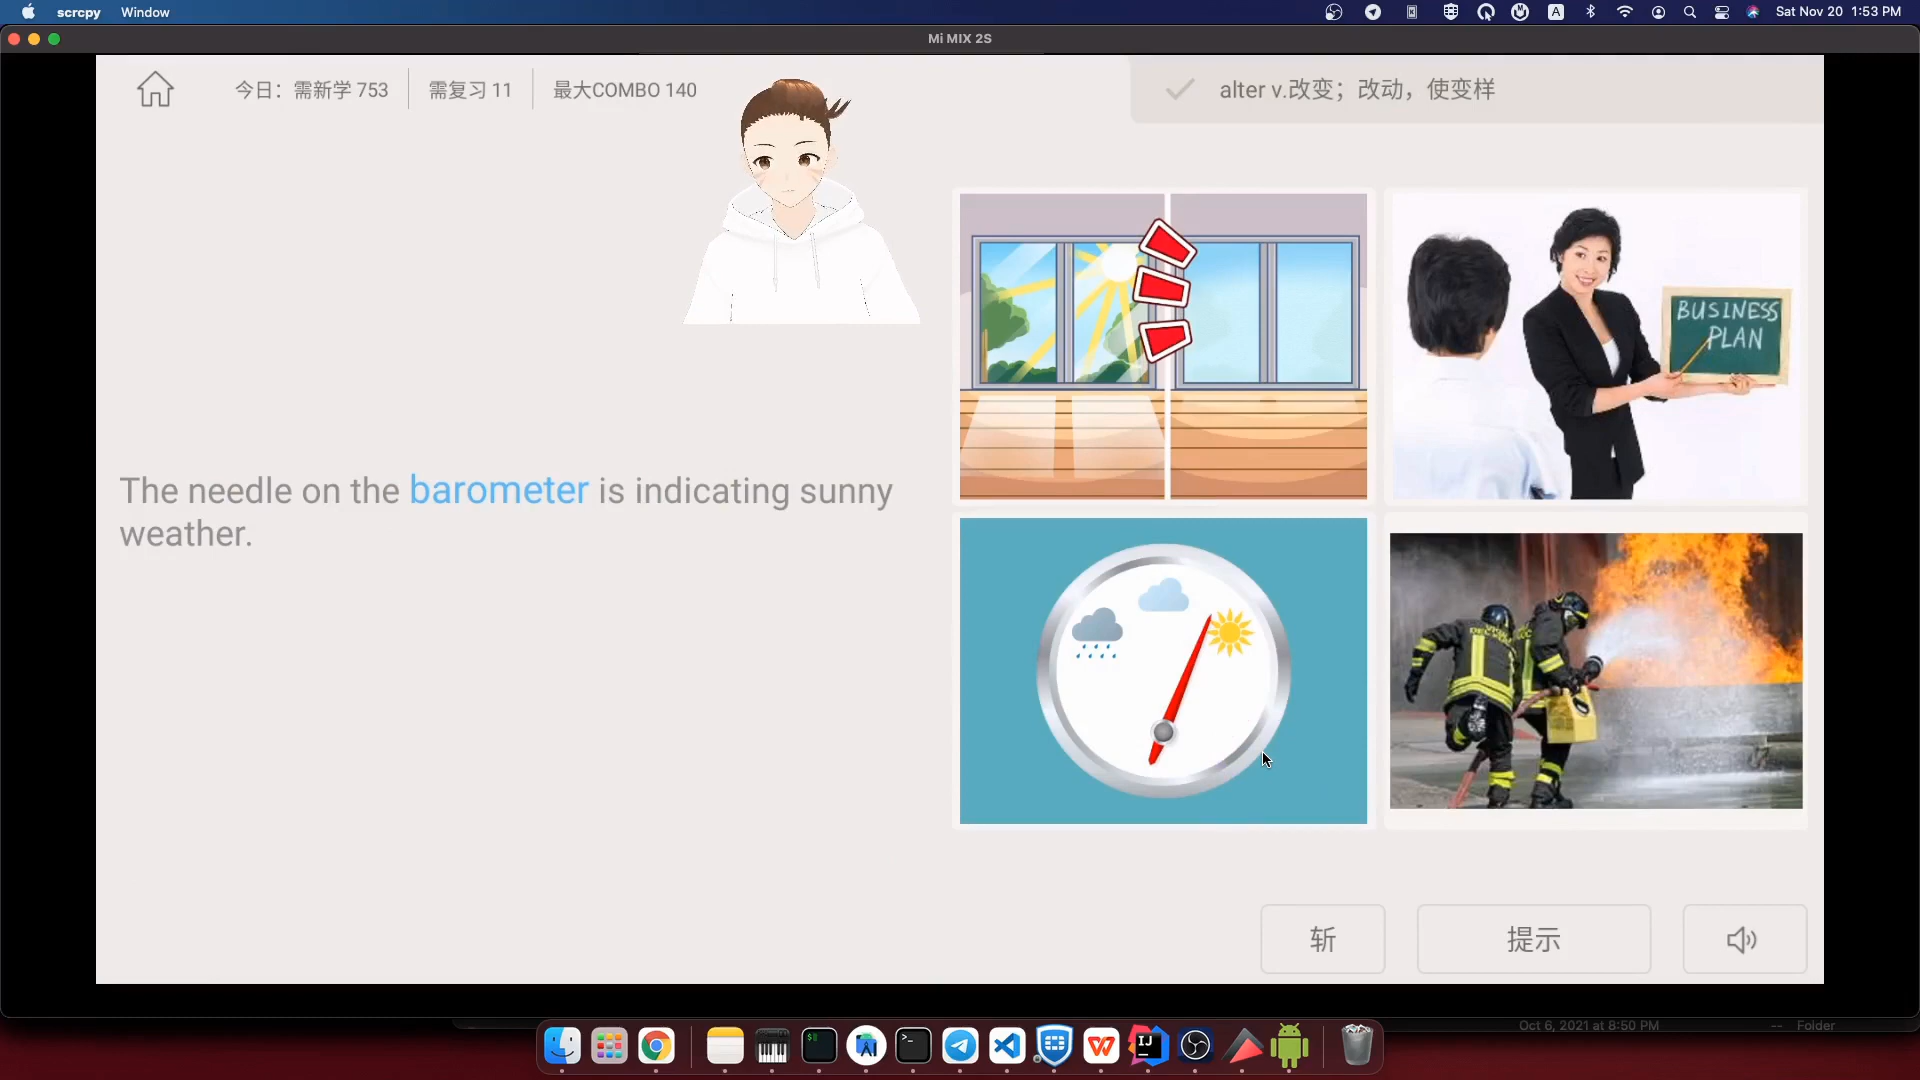 scrcpy Window
A
Sat Nov 20 1:53 PM
Mi MIX 2S
今日：需新学 753
需复习 11
最大COMBO 140
alter v.改变；改动，使变样
BUSINESS
PLAN
The needle on the barometer is indicating sunny
weather.
斩
提示
Oct 6, 2021 at 8:50 PM -- Folder